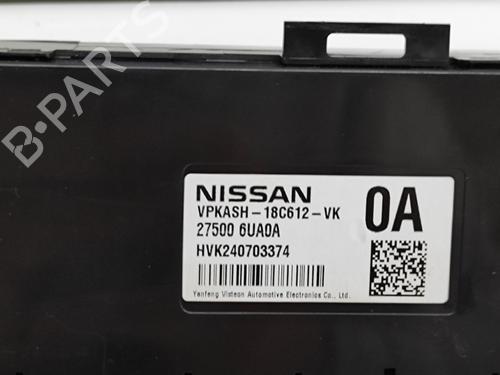 B-PARTS
NISSAN
VPKASH-18C612-VK
27500 6UA0A
HVK240703374
0A
Yanfeng Visteon Automotive Electronics Co., Ltd.